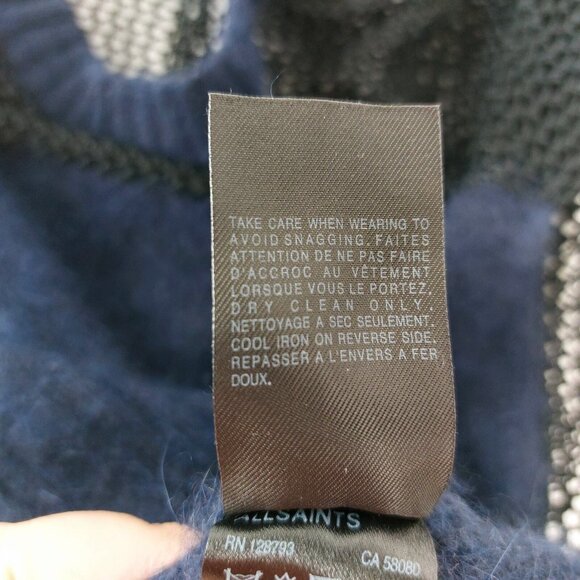 TAKE CARE WHEN WEARING TO
AVOID SNAGGING. FAITES
ATTENTION DE NE PAS FAIRE
D'ACCROC AU VÊTEMENT
LORSQUE VOUS LE PORTEZ.
DRY CLEAN ONLY.
NETTOYAGE A SEC SEULEMENT.
COOL IRON ON REVERSE SIDE.
REPASSER A L'ENVERS A FER
DOUX.
ALLSAINTS
RN 128793 CA 58080